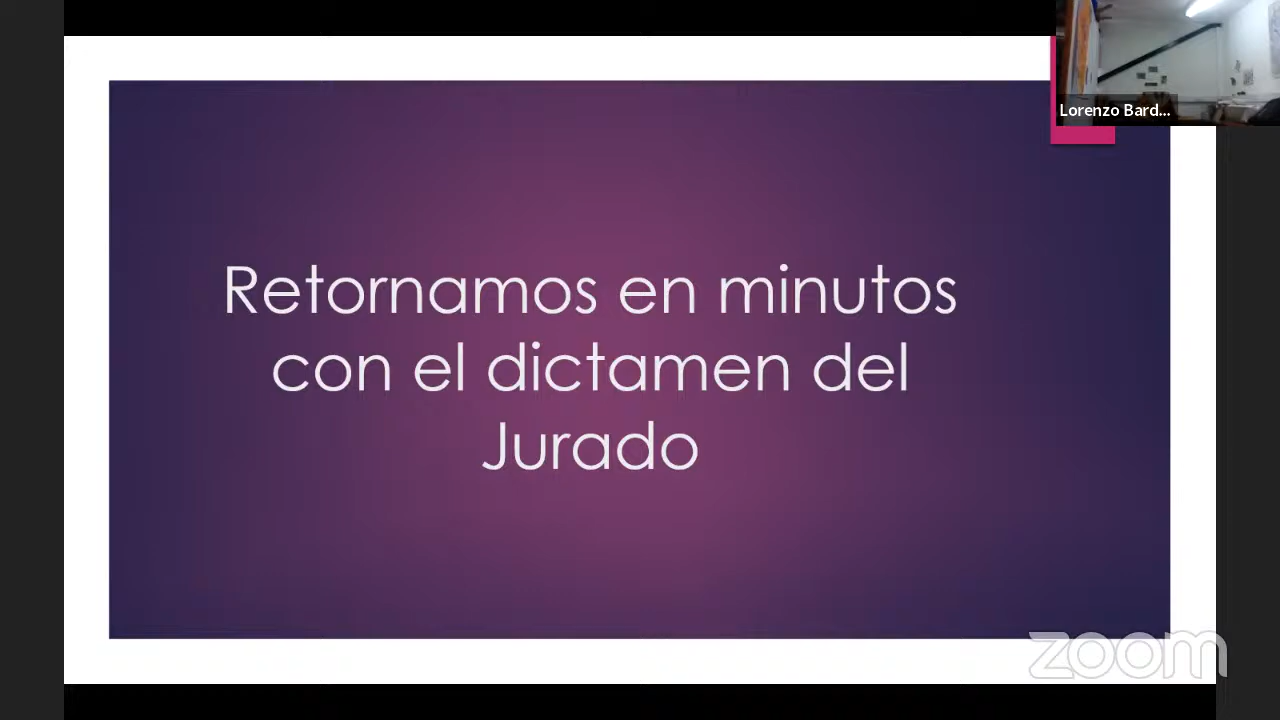 Lorenzo Bard...
Retornamos en minutos
con el dictamen del
Jurado
zoom